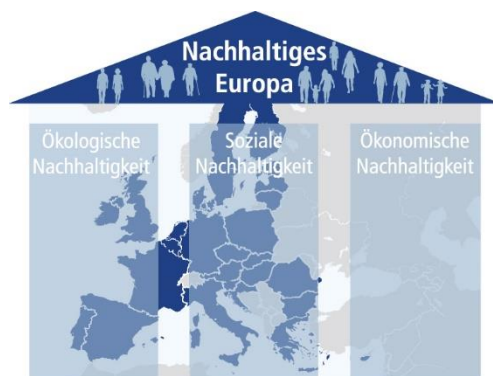 Nachhaltiges
Europa
Ökologische
Nachhaltigkeit
Soziale
Nachhaltigkeit
Ökonomische
Nachhaltigkeit